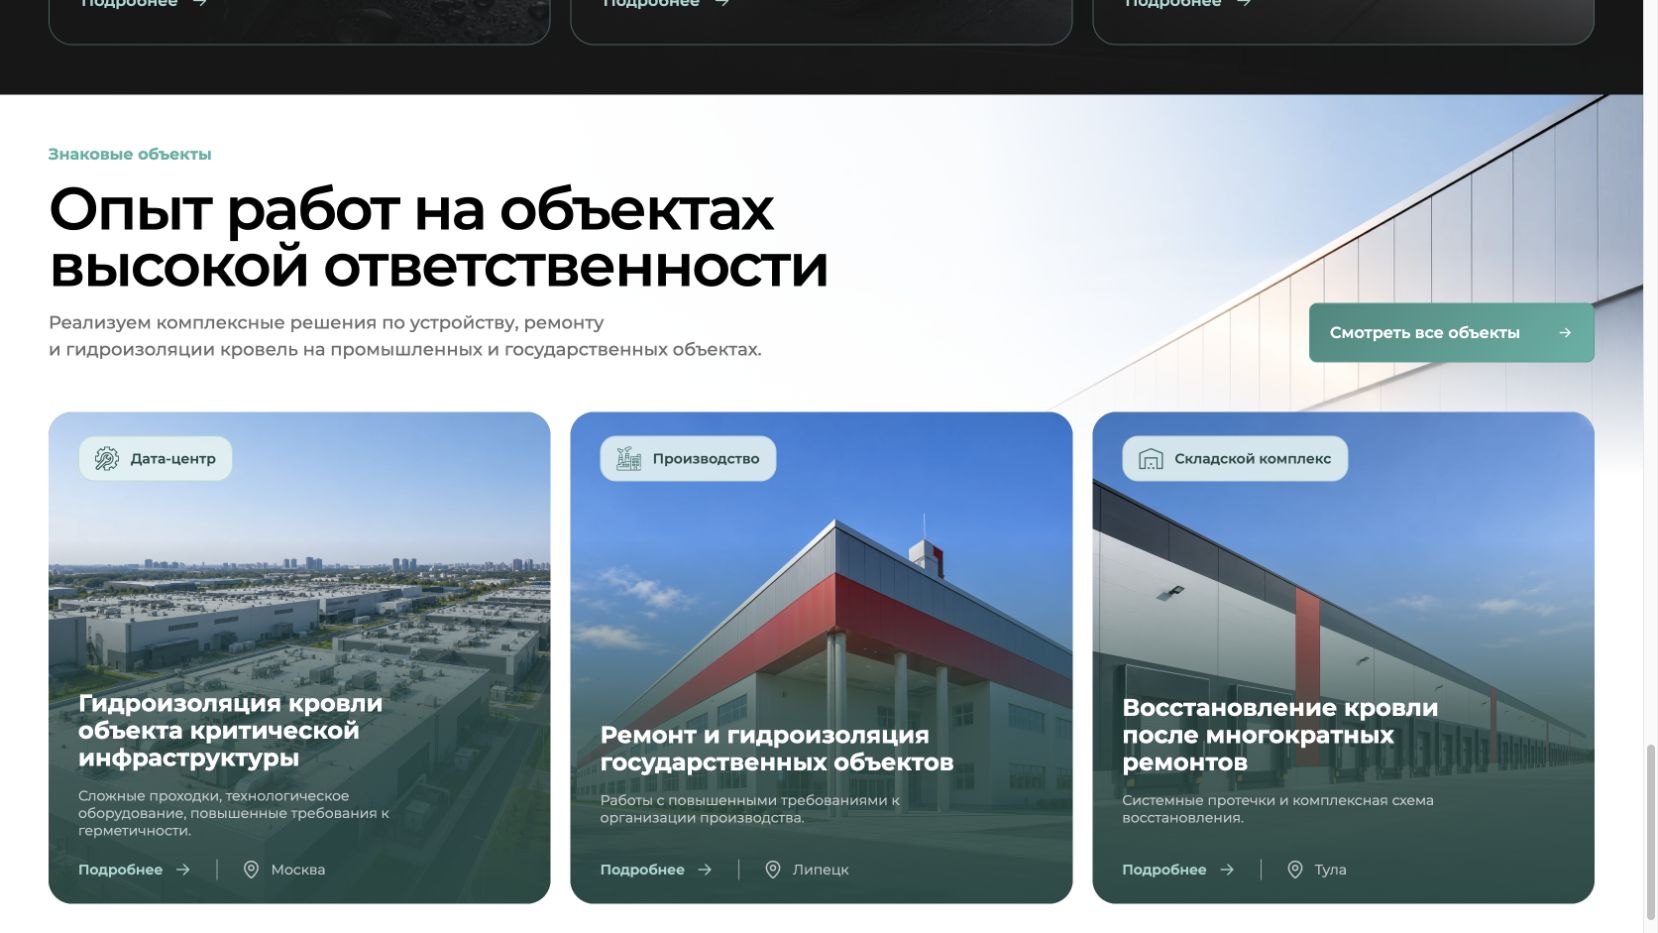 Подробнее
Подробнее
Подробнее
Знаковые объекты
Опыт работ на объектах
высокой ответственности
Реализуем комплексные решения по устройству, ремонту
и гидроизоляции кровель на промышленных и государственных объектах.
Смотреть все объекты
Дата-центр
Гидроизоляция кровли
объекта критической
инфраструктуры
Сложные проходки, технологическое
оборудование, повышенные требования к
герметичности.
Подробнее
Москва
Производство
Ремонт и гидроизоляция
государственных объектов
Работы с повышенными требованиями к
организации производства.
Подробнее
Липецк
Складской комплекс
Восстановление кровли
после многократных
ремонтов
Системные протечки и комплексная схема
восстановления.
Подробнее
Тула